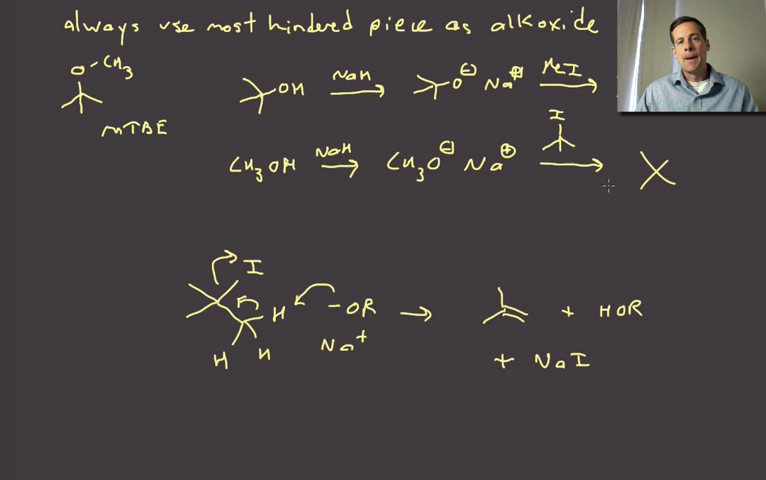 Always use most hindered piece as alkoxide
O-CH3
MTBE
OH NaH O⊖ Na⊕ MeI
CH3OH NaH CH3O⊖ Na⊕ I
I
H -OR + HOR
Na+
H H + NaI